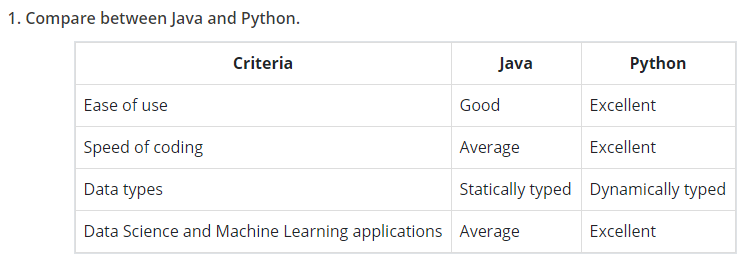 1. Compare between Java and Python.
Criteria Java Python
Ease of use Good Excellent
Speed of coding Average Excellent
Data types Statically typed Dynamically typed
Data Science and Machine Learning applications Average Excellent